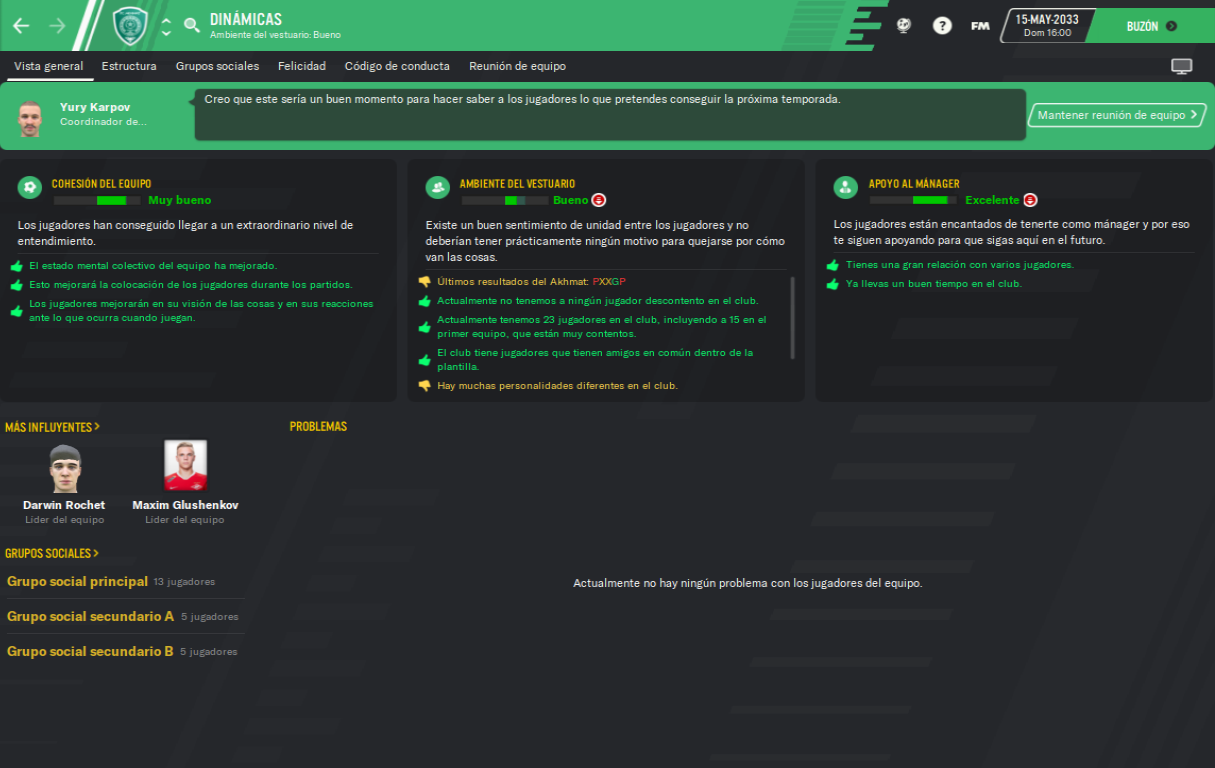 DINÁMICAS
Ambiente del vestuario: Bueno
?
FM
15-MAY-2033
Dom 16:00
BUZÓN
Vista general
Estructura
Grupos sociales
Felicidad
Código de conducta
Reunión de equipo
Yury Karpov
Coordinador de...
Creo que este sería un buen momento para hacer saber a los jugadores lo que pretendes conseguir la próxima temporada.
Mantener reunión de equipo >
COHESIÓN DEL EQUIPO
Muy bueno
Los jugadores han conseguido llegar a un extraordinario nivel de
entendimiento.
El estado mental colectivo del equipo ha mejorado.
Esto mejorará la colocación de los jugadores durante los partidos.
Los jugadores mejorarán en su visión de las cosas y en sus reacciones
ante lo que ocurra cuando juegan.
AMBIENTE DEL VESTUARIO
Bueno
Existe un buen sentimiento de unidad entre los jugadores y no
deberían tener prácticamente ningún motivo para quejarse por cómo
van las cosas.
Últimos resultados del Akhmat: PXXGP
Actualmente no tenemos a ningún jugador descontento en el club.
Actualmente tenemos 23 jugadores en el club, incluyendo a 15 en el
primer equipo, que están muy contentos.
El club tiene jugadores que tienen amigos en común dentro de la
plantilla.
Hay muchas personalidades diferentes en el club.
APOYO AL MÁNAGER
Excelente
Los jugadores están encantados de tenerte como mánager y por eso
te siguen apoyando para que sigas aquí en el futuro.
Tienes una gran relación con varios jugadores.
Ya llevas un buen tiempo en el club.
MÁS INFLUYENTES >
Darwin Rochet
Líder del equipo
Maxim Glushenkov
Líder del equipo
GRUPOS SOCIALES >
Grupo social principal 13 jugadores
Grupo social secundario A 5 jugadores
Grupo social secundario B 5 jugadores
PROBLEMAS
Actualmente no hay ningún problema con los jugadores del equipo.